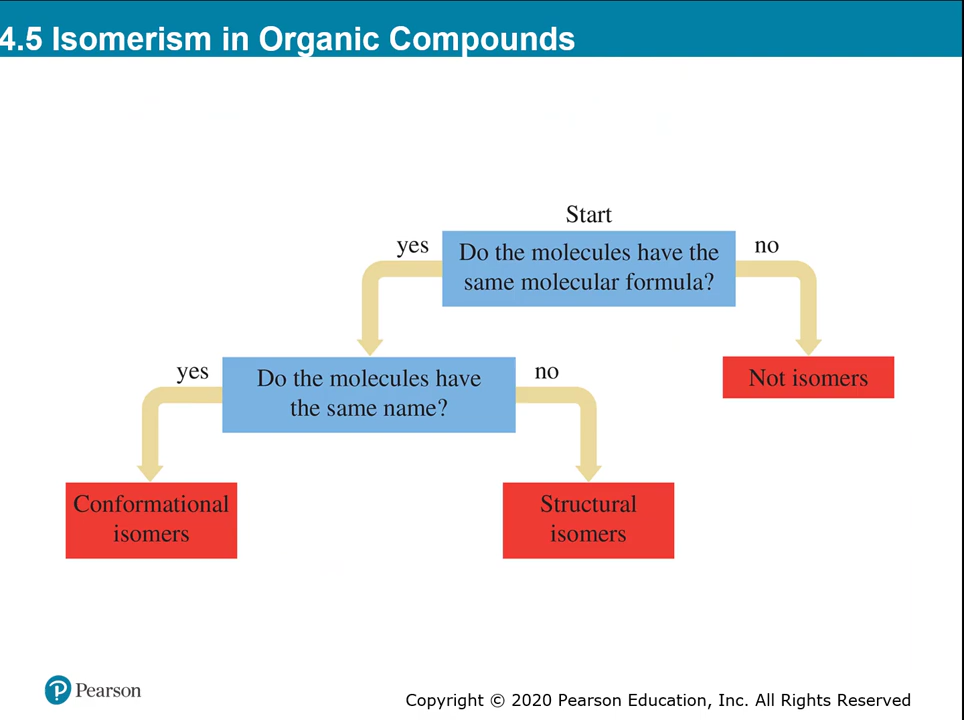 4.5 Isomerism in Organic Compounds
Start
yes
Do the molecules have the
same molecular formula?
no
yes
Do the molecules have
the same name?
no
Not isomers
Conformational
isomers
Structural
isomers
Pearson
Copyright © 2020 Pearson Education, Inc. All Rights Reserved